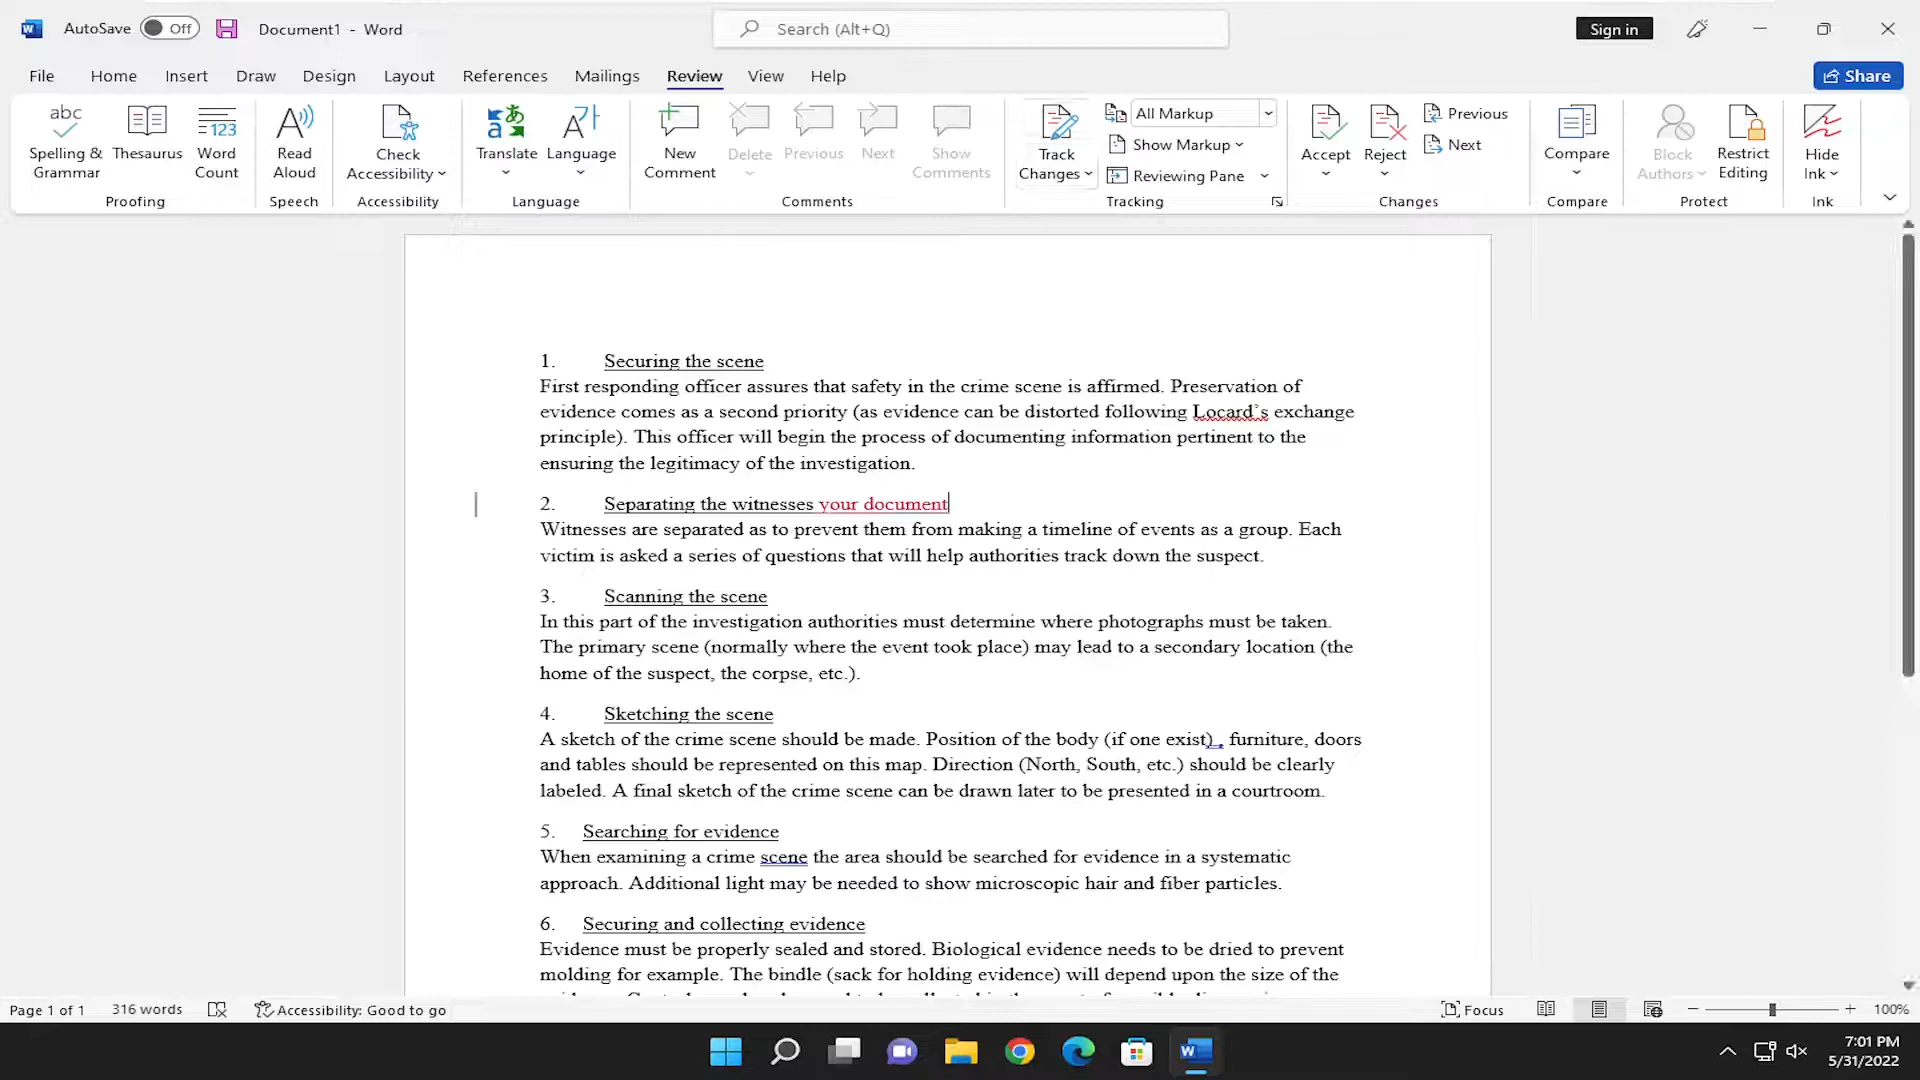 AutoSave Off Document1 - Word Search (Alt+Q) Sign in
File Home Insert Draw Design Layout References Mailings Review View Help Share
abc 123 A All Markup Previous
Spelling & Grammar Thesaurus Word Count Read Aloud Check Accessibility Translate Language New Comment Delete Previous Next Show Comments Track Changes Show Markup Accept Reject Next Compare Block Authors Restrict Editing Hide Ink
Reviewing Pane
Proofing Speech Accessibility Language Comments Tracking Changes Compare Protect Ink
1. Securing the scene
First responding officer assures that safety in the crime scene is affirmed. Preservation of
evidence comes as a second priority (as evidence can be distorted following Locard's exchange
principle). This officer will begin the process of documenting information pertinent to the
ensuring the legitimacy of the investigation.
2. Separating the witnesses your document
Witnesses are separated as to prevent them from making a timeline of events as a group. Each
victim is asked a series of questions that will help authorities track down the suspect.
3. Scanning the scene
In this part of the investigation authorities must determine where photographs must be taken.
The primary scene (normally where the event took place) may lead to a secondary location (the
home of the suspect, the corpse, etc.).
4. Sketching the scene
A sketch of the crime scene should be made. Position of the body (if one exist) , furniture, doors
and tables should be represented on this map. Direction (North, South, etc.) should be clearly
labeled. A final sketch of the crime scene can be drawn later to be presented in a courtroom.
5. Searching for evidence
When examining a crime scene the area should be searched for evidence in a systematic
approach. Additional light may be needed to show microscopic hair and fiber particles.
6. Securing and collecting evidence
Evidence must be properly sealed and stored. Biological evidence needs to be dried to prevent
molding for example. The bindle (sack for holding evidence) will depend upon the size of the
Page 1 of 1 316 words Accessibility: Good to go Focus 100%
7:01 PM
5/31/2022